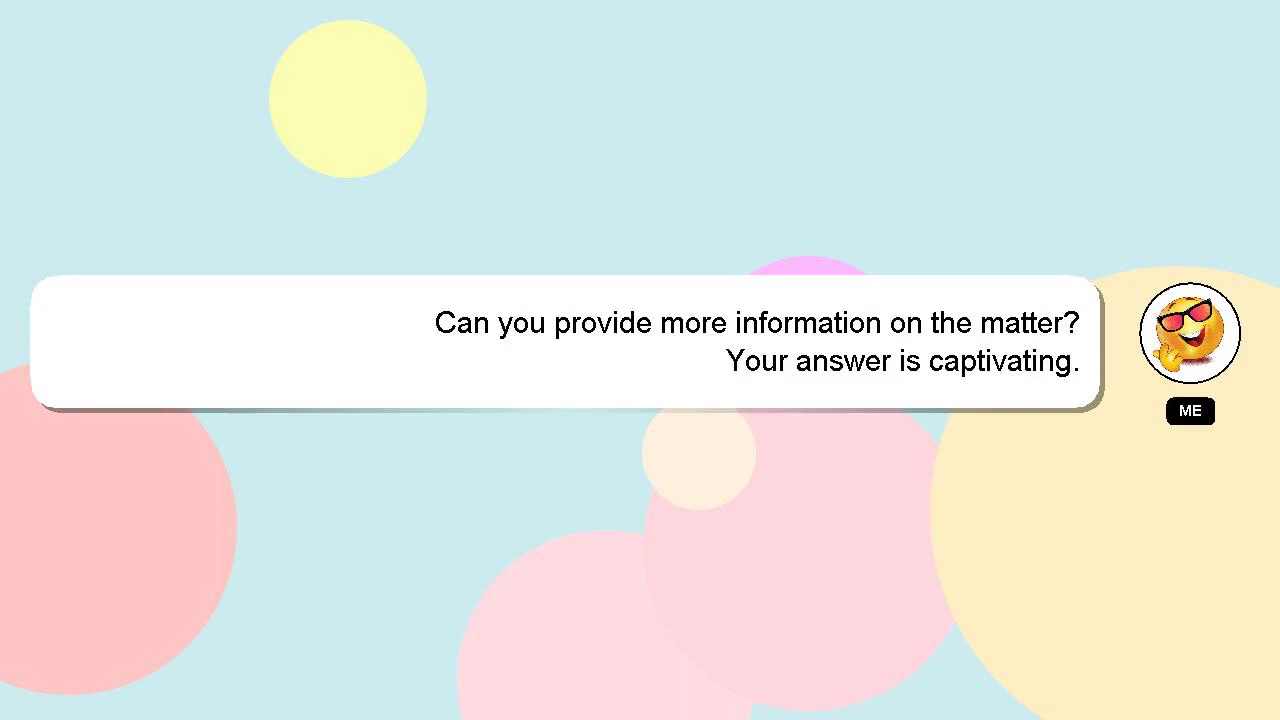 Can you provide more information on the matter?
Your answer is captivating.
ME